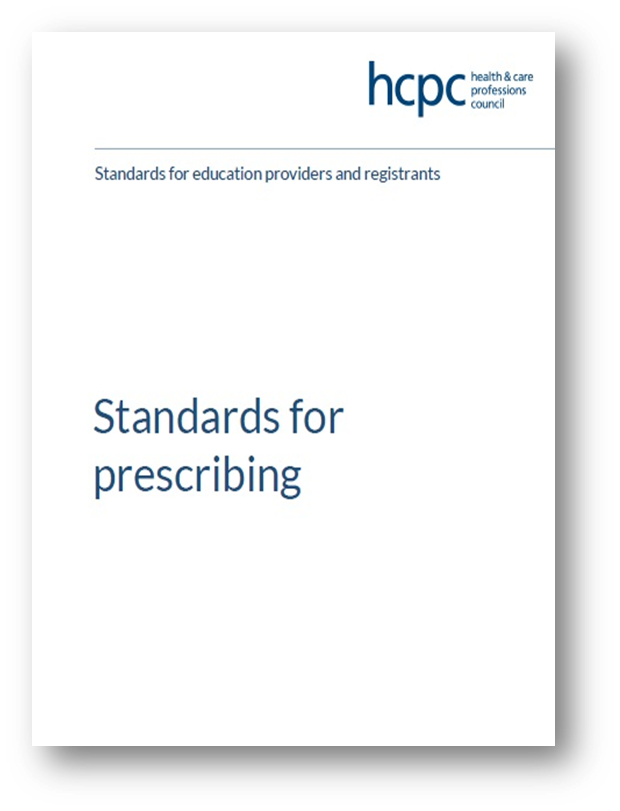 hcpc health & care
professions
council
Standards for education providers and registrants
Standards for
prescribing